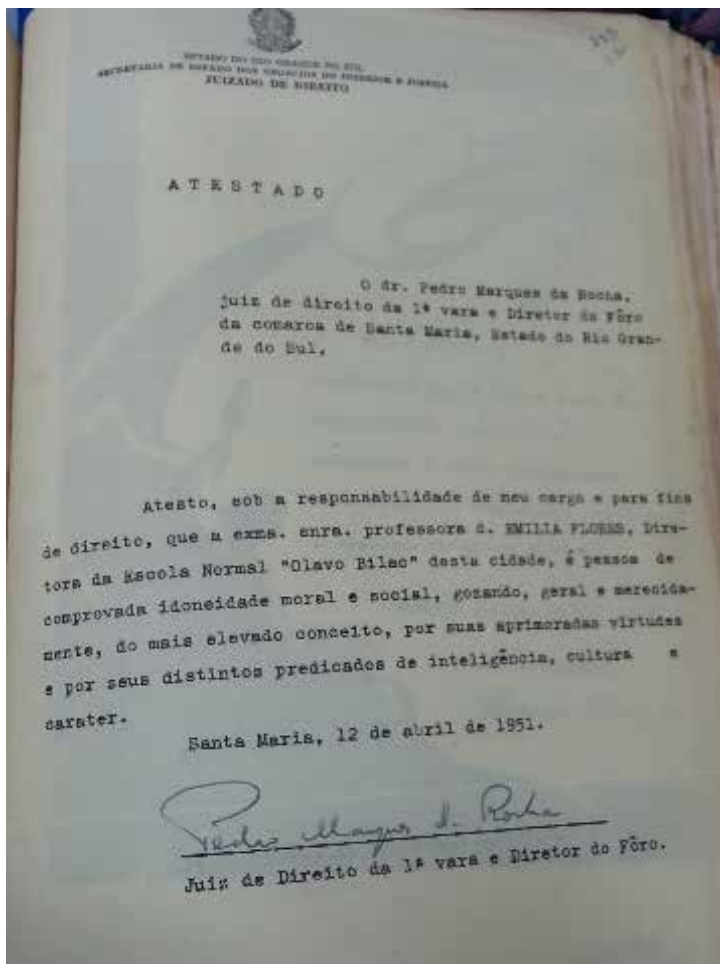 ESTADO DO RIO GRANDE DO SUL
SECRETARIA DE ESTADO DOS NEGÓCIOS DO INTERIOR E JUSTIÇA
JUIZADO DE DIREITO
A T E S T A D O
O dr. Pedro Marques da Rocha,
juiz de direito da 1ª vara e Diretor do Fôro
da comarca de Santa Maria, Estado do Rio Gran-
de do Sul,
Atesto, sob a responsabilidade de meu cargo e para fins
de direito, que a exma. snra. professora d. EMILIA FLORES, Dire-
tora da Escola Normal "Olavo Bilac" desta cidade, é pessoa de
comprovada idoneidade moral e social, gozando, geral e merecida-
mente, do mais elevado conceito, por suas aprimoradas virtudes
e por seus distintos predicados de inteligência, cultura e
carater.
Santa Maria, 12 de abril de 1951.
Pedro Marques d. Rocha
Juiz de Direito da 1ª vara e Diretor do Fôro.